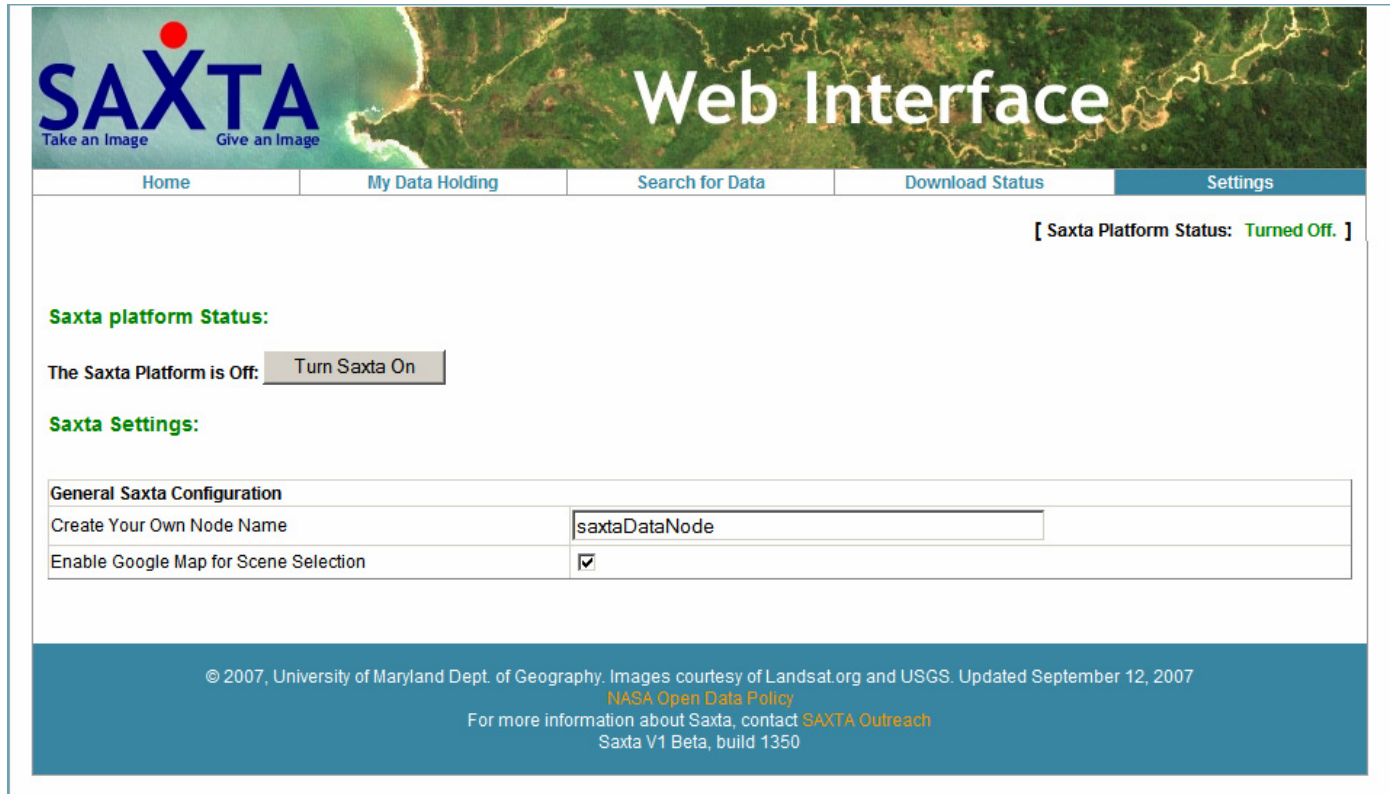 SAXTA
Take an Image Give an Image
Web Interface
Home My Data Holding Search for Data Download Status Settings
[ Saxta Platform Status: Turned Off. ]
Saxta platform Status:
The Saxta Platform is Off: Turn Saxta On
Saxta Settings:
General Saxta Configuration
Create Your Own Node Name saxtaDataNode
Enable Google Map for Scene Selection
© 2007, University of Maryland Dept. of Geography. Images courtesy of Landsat.org and USGS. Updated September 12, 2007
NASA Open Data Policy
For more information about Saxta, contact SAXTA Outreach
Saxta V1 Beta, build 1350